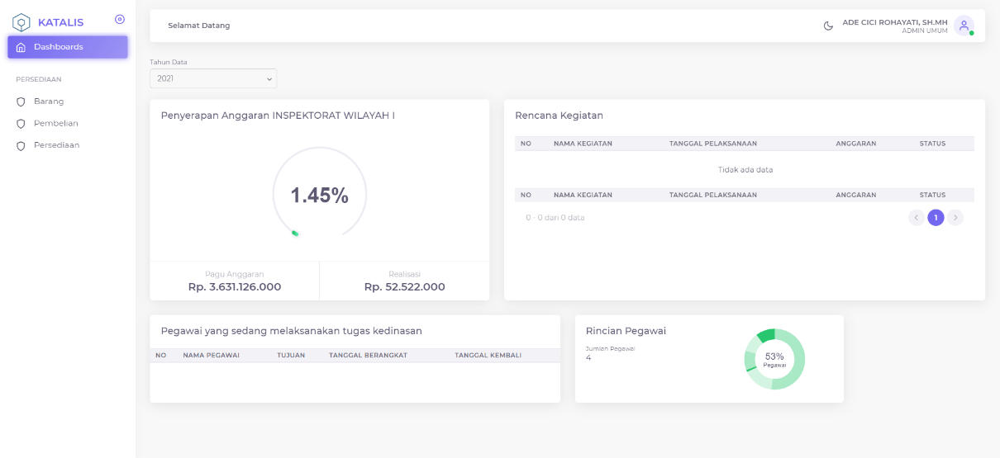 KATALIS
Dashboards
PERSEDIAAN
Barang
Pembelian
Persediaan
Selamat Datang
ADE CICI ROHAYATI, SH.MH
ADMIN UMUM
Tahun Data
2021
Penyerapan Anggaran INSPEKTORAT WILAYAH I
1.45%
Pagu Anggaran
Rp. 3.631.126.000
Realisasi
Rp. 52.522.000
Rencana Kegiatan
NO NAMA KEGIATAN TANGGAL PELAKSANAAN ANGGARAN STATUS
Tidak ada data
NO NAMA KEGIATAN TANGGAL PELAKSANAAN ANGGARAN STATUS
0 - 0 dari 0 data
1
Pegawai yang sedang melaksanakan tugas kedinasan
NO NAMA PEGAWAI TUJUAN TANGGAL BERANGKAT TANGGAL KEMBALI
Rincian Pegawai
Jumlah Pegawai
4
53%
Pegawai